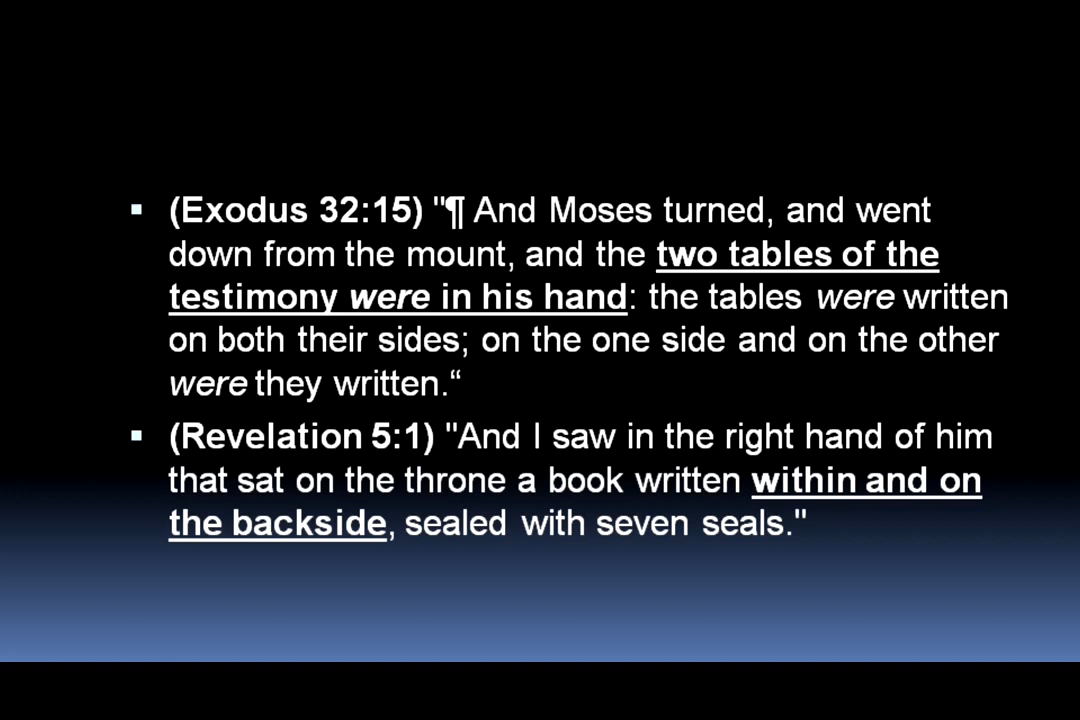 ▪ (Exodus 32:15) "¶ And Moses turned, and went
down from the mount, and the two tables of the
testimony were in his hand: the tables were written
on both their sides; on the one side and on the other
were they written.“
▪ (Revelation 5:1) "And I saw in the right hand of him
that sat on the throne a book written within and on
the backside, sealed with seven seals."